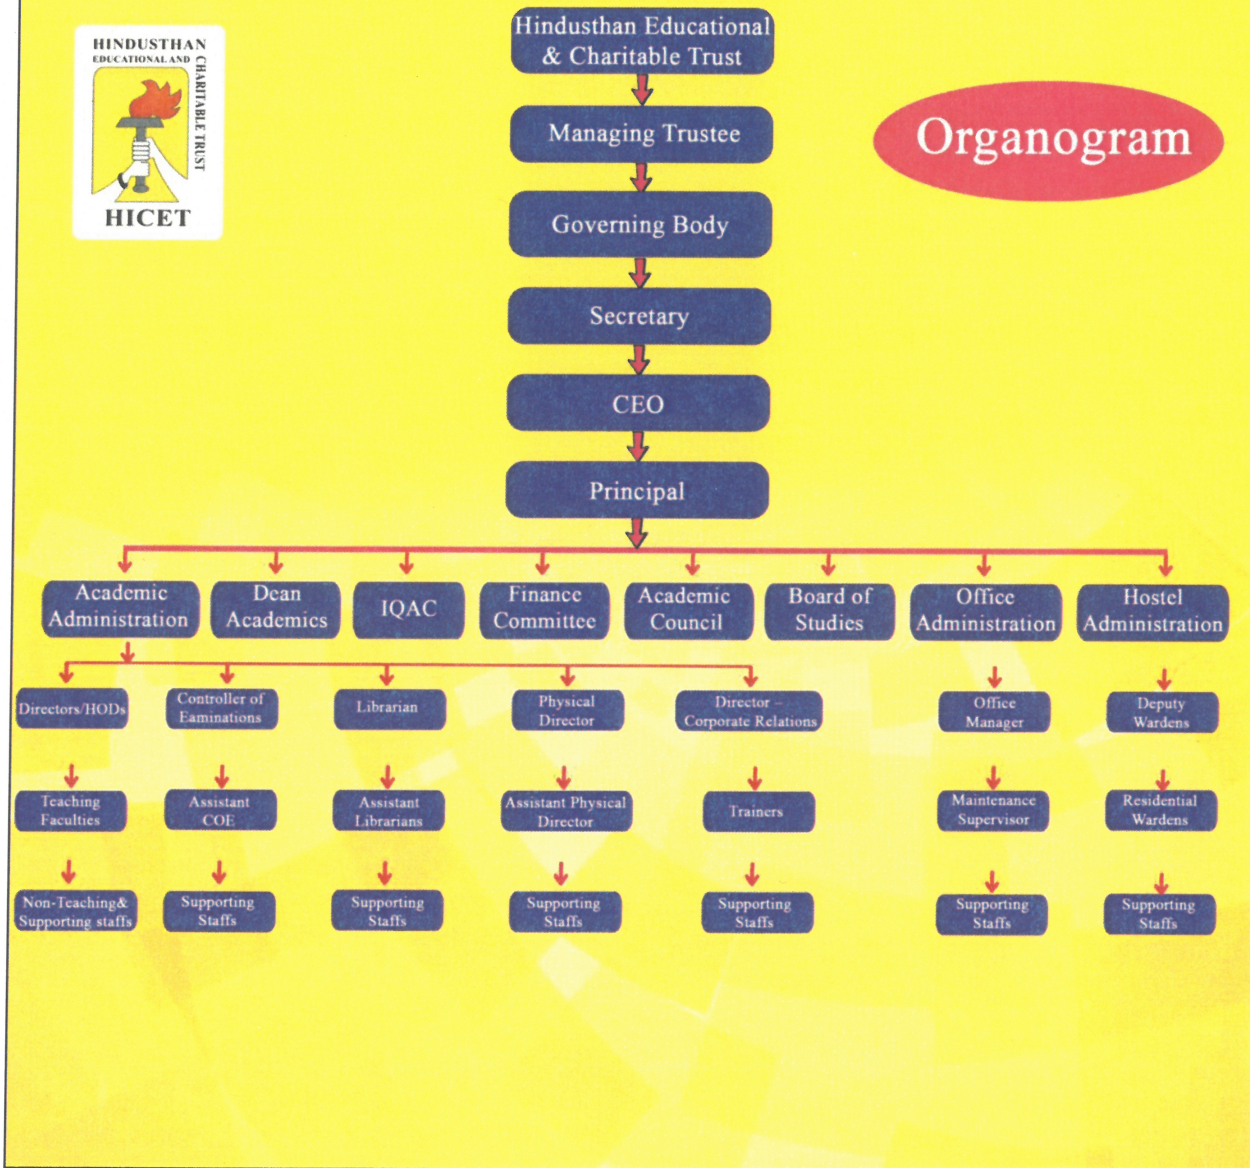 HINDUSTHAN
EDUCATIONAL AND
CHARITABLE TRUST
HICET
Hindusthan Educational
& Charitable Trust
Organogram
Managing Trustee
Governing Body
Secretary
CEO
Principal
Academic
Administration
Dean
Academics
IQAC
Finance
Committee
Academic
Council
Board of
Studies
Office
Administration
Hostel
Administration
Directors/HODs
Controller of
Eaminations
Librarian
Physical
Director
Director –
Corporate Relations
Office
Manager
Deputy
Wardens
Teaching
Faculties
Assistant
COE
Assistant
Librarians
Assistant Physical
Director
Trainers
Maintenance
Supervisor
Residential
Wardens
Non-Teaching&
Supporting staffs
Supporting
Staffs
Supporting
Staffs
Supporting
Staffs
Supporting
Staffs
Supporting
Staffs
Supporting
Staffs